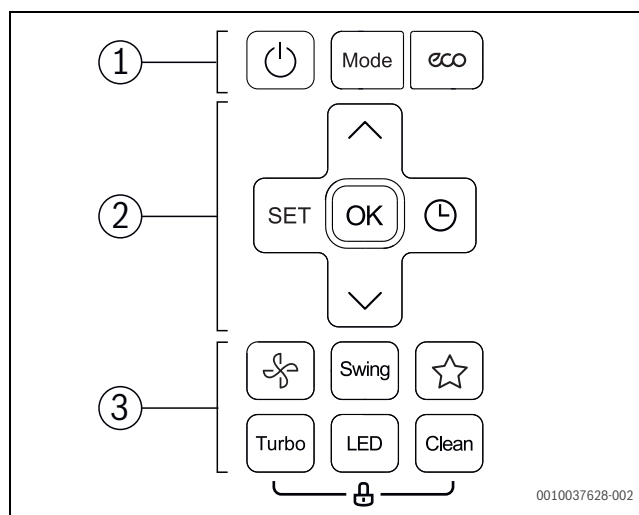 1
Mode eco
2
SET OK
3
Swing
Turbo LED Clean
0010037628-002